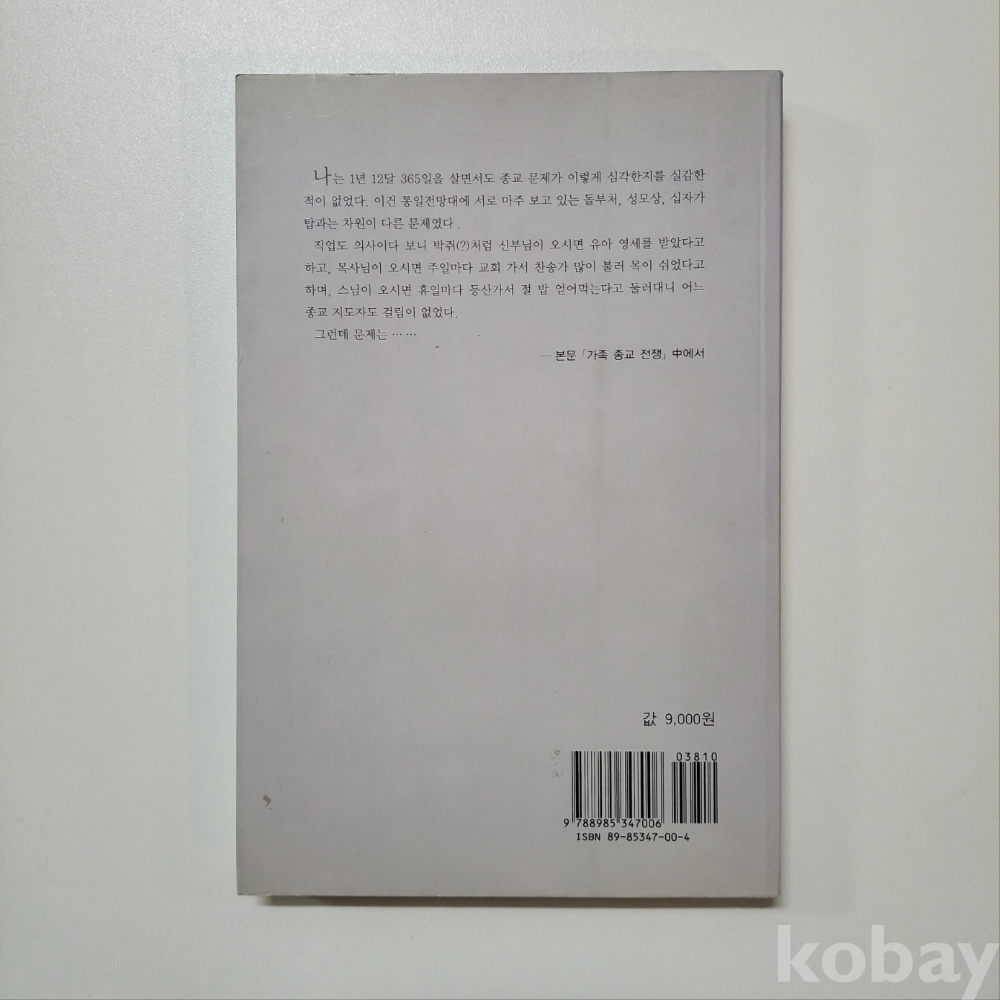 나는 1년 12달 365일을 살면서도 종교 문제가 이렇게 심각한지를 실감한
적이 없었다. 이건 통일전망대에 서로 마주 보고 있는 돌부처, 성모상, 십자가
탑과는 차원이 다른 문제였다 .
직업도 의사이다 보니 박쥐(?)처럼 신부님이 오시면 유아 영세를 받았다고
하고, 목사님이 오시면 주일마다 교회 가서 찬송가 많이 불러 목이 쉬었다고
하며, 스님이 오시면 휴일마다 등산가서 절 밥 얻어먹는다고 둘러대니 어느
종교 지도자도 걸림이 없었다.
그런데 문제는 ⋯⋯
— 본문 「가족 종교 전쟁」 中에서
값 9,000원
03810
9 788985 347006
ISBN 89-85347-00-4
kobay